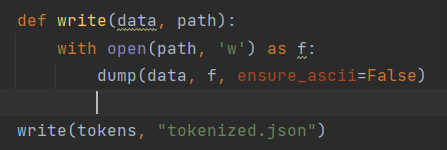 def write(data, path):
    with open(path, 'w') as f:
        dump(data, f, ensure_ascii=False)
write(tokens, "tokenized.json")